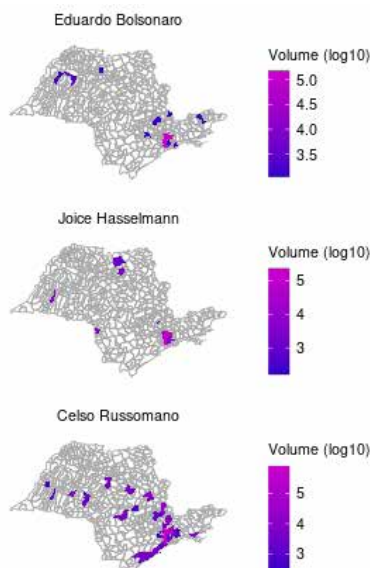 Eduardo Bolsonaro
Volume (log10)
5.0
4.5
4.0
3.5
Joice Hasselmann
Volume (log10)
5
4
3
Celso Russomano
Volume (log10)
5
4
3